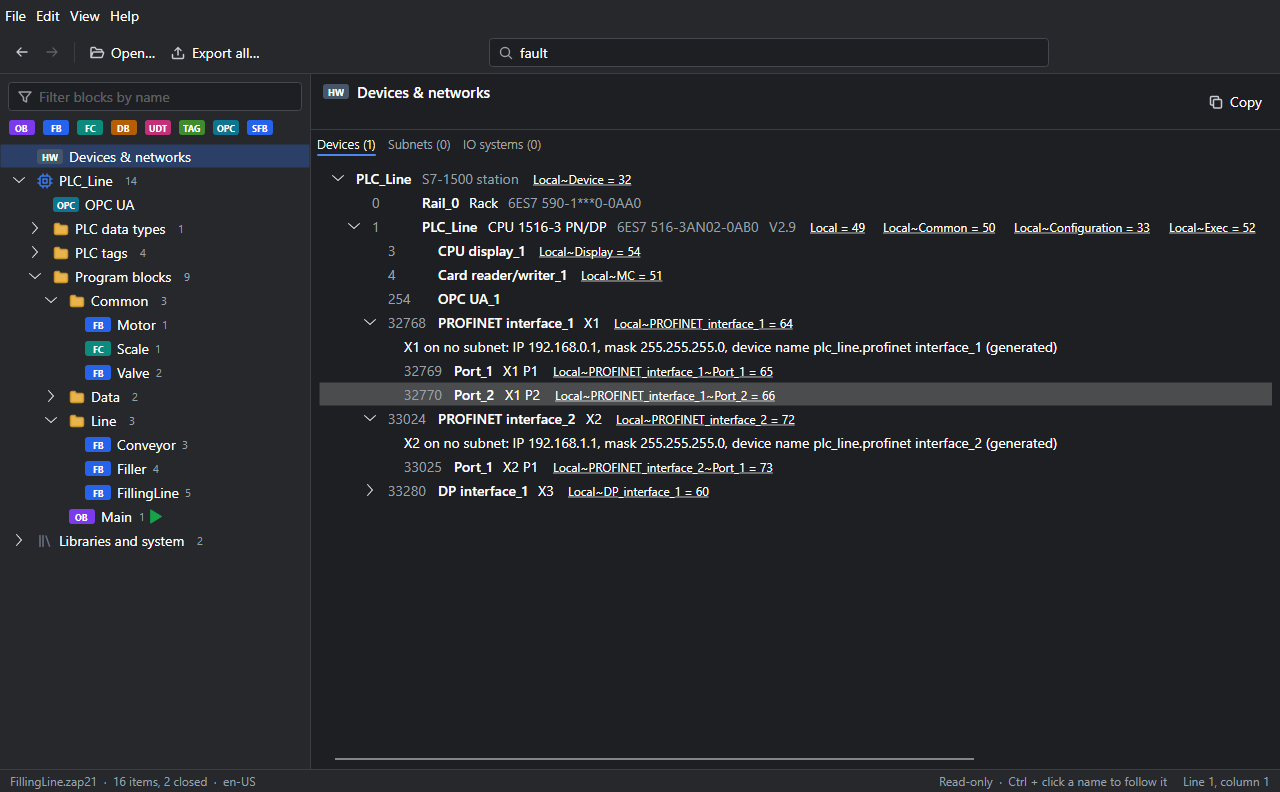 File Edit View Help
Open... Export all... fault
Filter blocks by name
OB FB FC DB UDT TAG OPC SFB
HW Devices & networks
PLC_Line 14
OPC OPC UA
PLC data types 1
PLC tags 4
Program blocks 9
Common 3
FB Motor 1
FC Scale 1
FB Valve 2
Data 2
Line 3
FB Conveyor 3
FB Filler 4
FB FillingLine 5
OB Main 1
Libraries and system 2
HW Devices & networks
Copy
Devices (1) Subnets (0) IO systems (0)
PLC_Line S7-1500 station Local~Device = 32
0 Rail_0 Rack 6ES7 590-1***0-0AA0
1 PLC_Line CPU 1516-3 PN/DP 6ES7 516-3AN02-0AB0 V2.9 Local = 49 Local~Common = 50 Local~Configuration = 33 Local~Exec = 52
3 CPU display_1 Local~Display = 54
4 Card reader/writer_1 Local~MC = 51
254 OPC UA_1
32768 PROFINET interface_1 X1 Local~PROFINET_interface_1 = 64
X1 on no subnet: IP 192.168.0.1, mask 255.255.255.0, device name plc_line.profinet interface_1 (generated)
32769 Port_1 X1 P1 Local~PROFINET_interface_1~Port_1 = 65
32770 Port_2 X1 P2 Local~PROFINET_interface_1~Port_2 = 66
33024 PROFINET interface_2 X2 Local~PROFINET_interface_2 = 72
X2 on no subnet: IP 192.168.1.1, mask 255.255.255.0, device name plc_line.profinet interface_2 (generated)
33025 Port_1 X2 P1 Local~PROFINET_interface_2~Port_1 = 73
33280 DP interface_1 X3 Local~DP_interface_1 = 60
FillingLine.zap21 · 16 items, 2 closed · en-US
Read-only · Ctrl + click a name to follow it Line 1, column 1